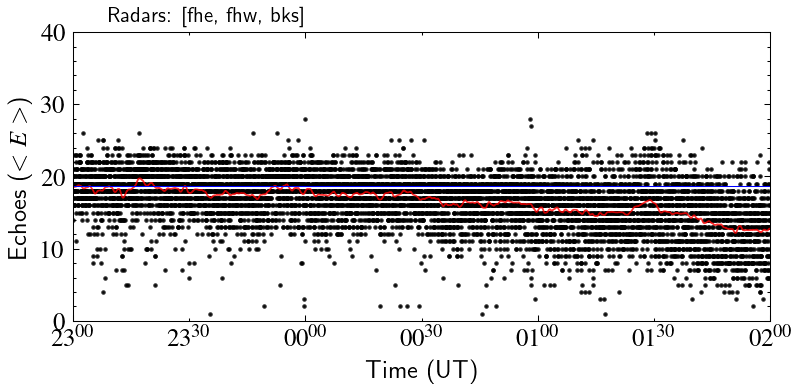 Radars: [fhe, fhw, bks]
Echoes (< E >)
40
30
20
10
0
23⁰⁰ 23³⁰ 00⁰⁰ 00³⁰ 01⁰⁰ 01³⁰ 02⁰⁰
Time (UT)